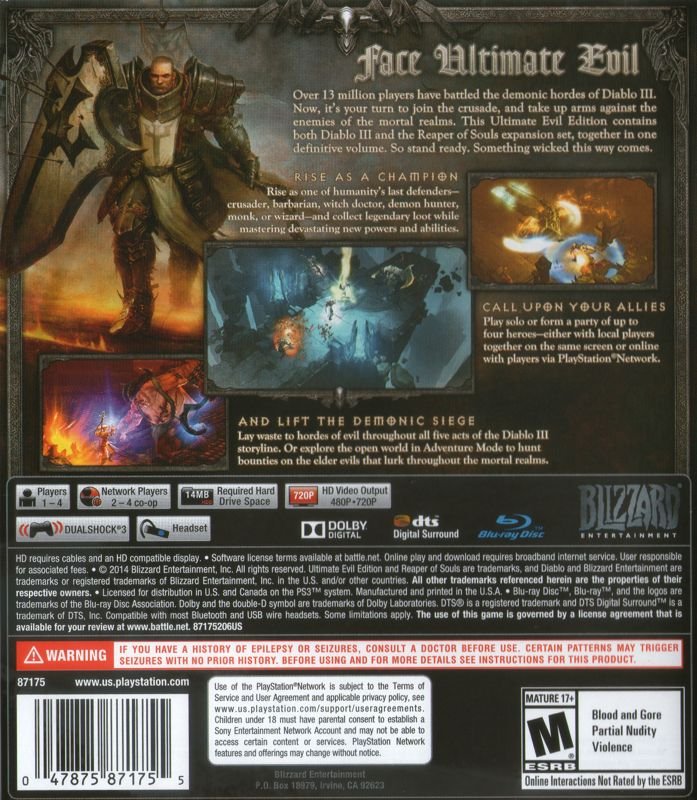 Face Ultimate Evil
Over 13 million players have battled the demonic hordes of Diablo III.
Now, it's your turn to join the crusade, and take up arms against the
enemies of the mortal realms. This Ultimate Evil Edition contains
both Diablo III and the Reaper of Souls expansion set, together in one
definitive volume. So stand ready. Something wicked this way comes.
RISE AS A CHAMPION
Rise as one of humanity's last defenders—
crusader, barbarian, witch doctor, demon hunter,
monk, or wizard—and collect legendary loot while
mastering devastating new powers and abilities.
CALL UPON YOUR ALLIES
Play solo or form a party of up to
four heroes—either with local players
together on the same screen or online
with players via PlayStation®Network.
AND LIFT THE DEMONIC SIEGE
Lay waste to hordes of evil throughout all five acts of the Diablo III
storyline. Or explore the open world in Adventure Mode to hunt
bounties on the elder evils that lurk throughout the mortal realms.
Players
1 – 4
Network Players
2 – 4 co-op
14MB
HDD
Required Hard
Drive Space
720P
HD Video Output
480P•720P
DUALSHOCK®3
Headset
DOLBY
DIGITAL
dts
Digital Surround
Blu-ray Disc™
BLIZZARD
ENTERTAINMENT
HD requires cables and an HD compatible display. • Software license terms available at battle.net. Online play and download requires broadband internet service. User responsible
for associated fees. • © 2014 Blizzard Entertainment, Inc. All rights reserved. Ultimate Evil Edition and Reaper of Souls are trademarks, and Diablo and Blizzard Entertainment are
trademarks or registered trademarks of Blizzard Entertainment, Inc. in the U.S. and/or other countries. All other trademarks referenced herein are the properties of their
respective owners. • Licensed for distribution in U.S. and Canada on the PS3™ system. Manufactured and printed in the U.S.A. • Blu-ray Disc™, Blu-ray™, and the logos are
trademarks of the Blu-ray Disc Association. Dolby and the double-D symbol are trademarks of Dolby Laboratories. DTS® is a registered trademark and DTS Digital Surround™ is a
trademark of DTS, Inc. Compatible with most Bluetooth and USB wire headsets. Some limitations apply. The use of this game is governed by a license agreement that is
available for your review at www.battle.net. 87175206US
WARNING
IF YOU HAVE A HISTORY OF EPILEPSY OR SEIZURES, CONSULT A DOCTOR BEFORE USE. CERTAIN PATTERNS MAY TRIGGER
SEIZURES WITH NO PRIOR HISTORY. BEFORE USING AND FOR MORE DETAILS SEE INSTRUCTIONS FOR THIS PRODUCT.
87175
www.us.playstation.com
0 47875 87175 5
Use of the PlayStation®Network is subject to the Terms of
Service and User Agreement and applicable privacy policy, see
www.us.playstation.com/support/useragreements.
Children under 18 must have parental consent to establish a
Sony Entertainment Network Account and may not be able to
access certain content or services. PlayStation Network
features and offerings may change without notice.
Blizzard Entertainment
P.O. Box 18979, Irvine, CA 92623
MATURE 17+
M
ESRB
Blood and Gore
Partial Nudity
Violence
Online Interactions Not Rated by the ESRB